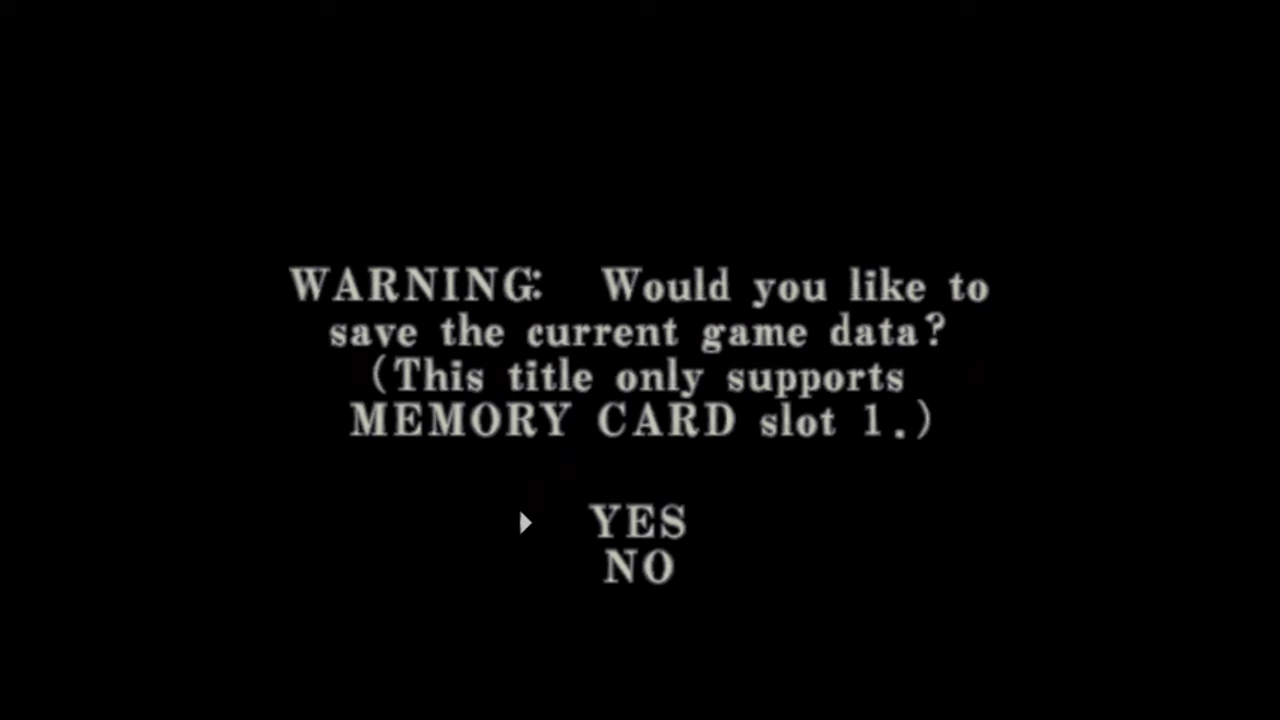 WARNING: Would you like to
save the current game data?
(This title only supports
MEMORY CARD slot 1.)
YES
NO